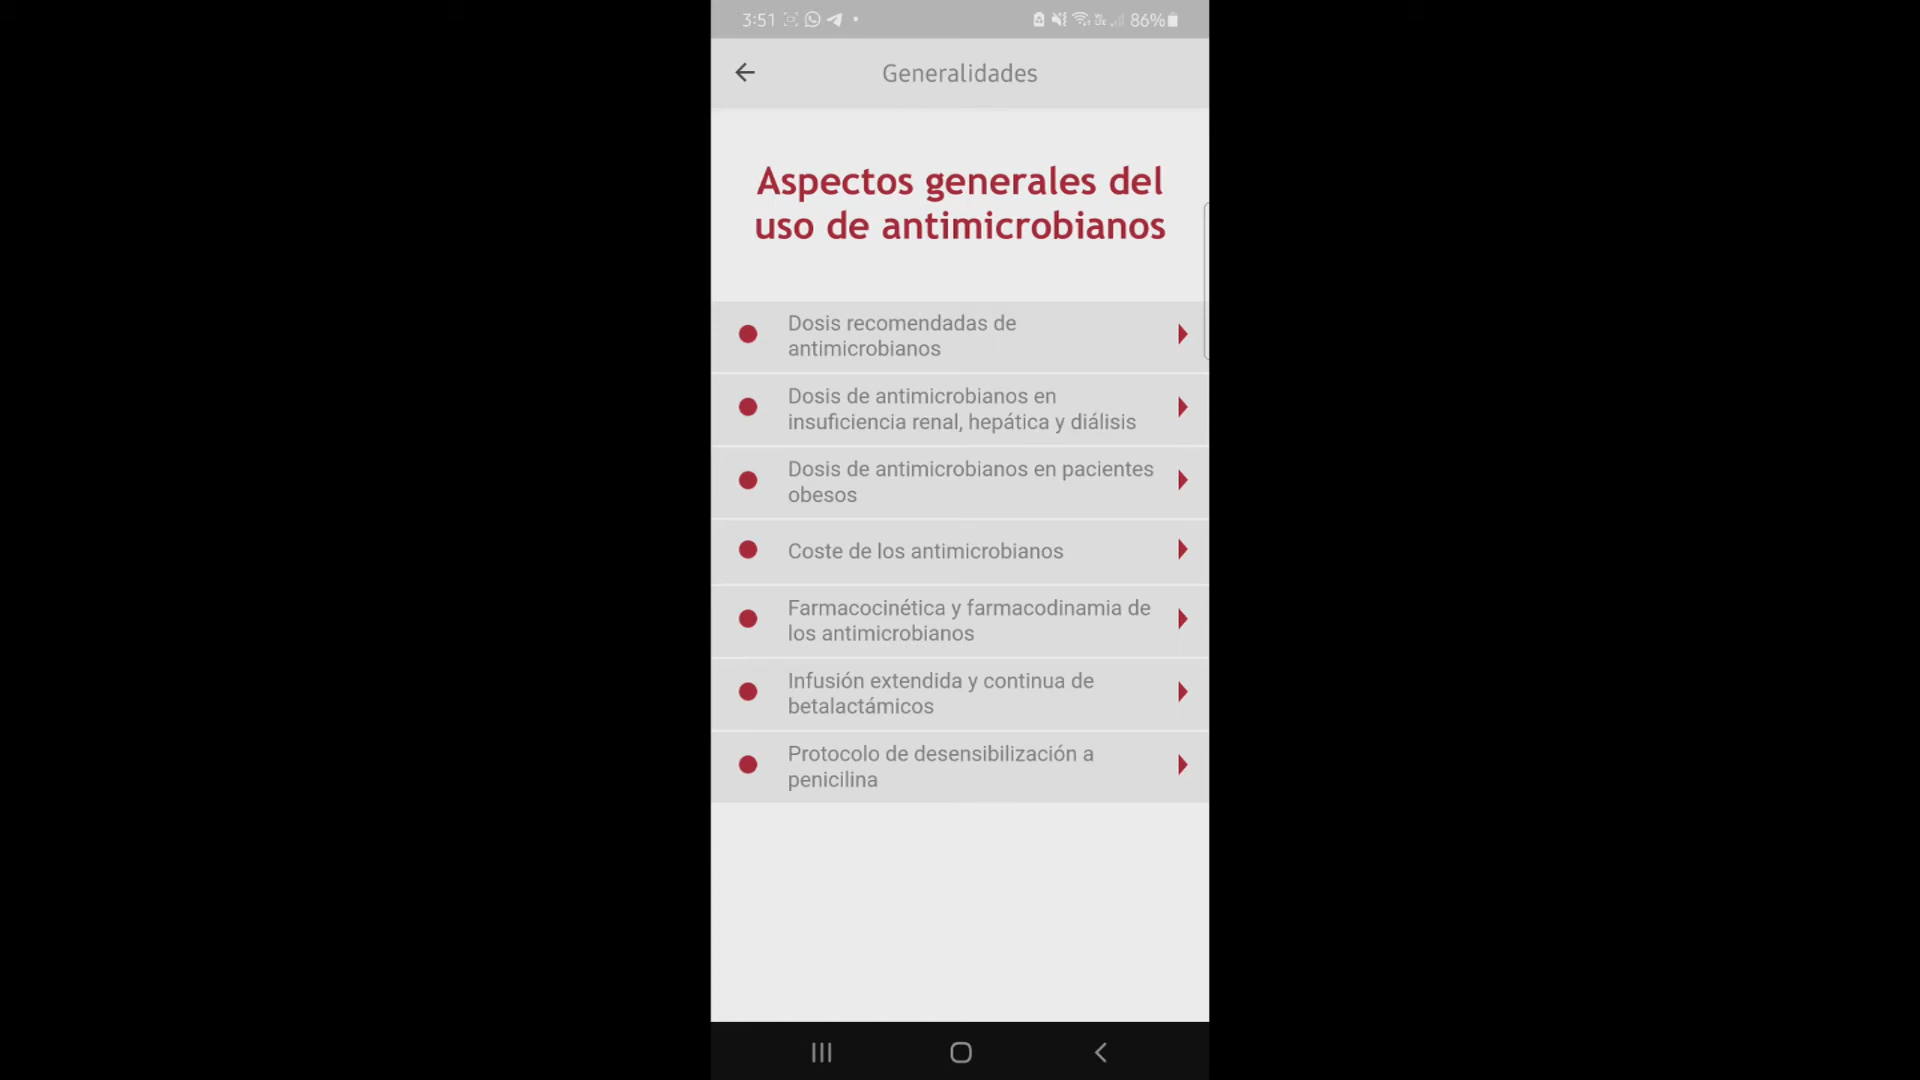 3:51 86%
Generalidades
Aspectos generales del
uso de antimicrobianos
Dosis recomendadas de
antimicrobianos
Dosis de antimicrobianos en
insuficiencia renal, hepática y diálisis
Dosis de antimicrobianos en pacientes
obesos
Coste de los antimicrobianos
Farmacocinética y farmacodinamia de
los antimicrobianos
Infusión extendida y continua de
betalactámicos
Protocolo de desensibilización a
penicilina